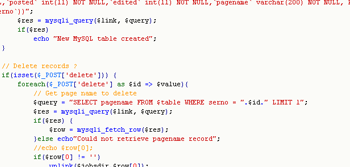 ,`posted` int(11) NOT NULL,`edited` int(11) NOT NULL,`pagename` varchar(200) NOT NULL,
erno`))";
$res = mysqli_query($link, $query);
if($res)
echo "New MySQL table created";
}
// Delete records ?
if(isset($_POST['delete'])) {
foreach($_POST['delete'] as $id => $value){
// Get page name to delete
$query = "SELECT pagename FROM $table WHERE serno = ".$id." LIMIT 1";
$res = mysqli_query($link, $query);
if($res) {
$row = mysqli_fetch_row($res);
}else echo"Could not retrieve pagename record";
//echo $row[0];
if($row[0] != '')
unlink($jobadir.$row[0]);